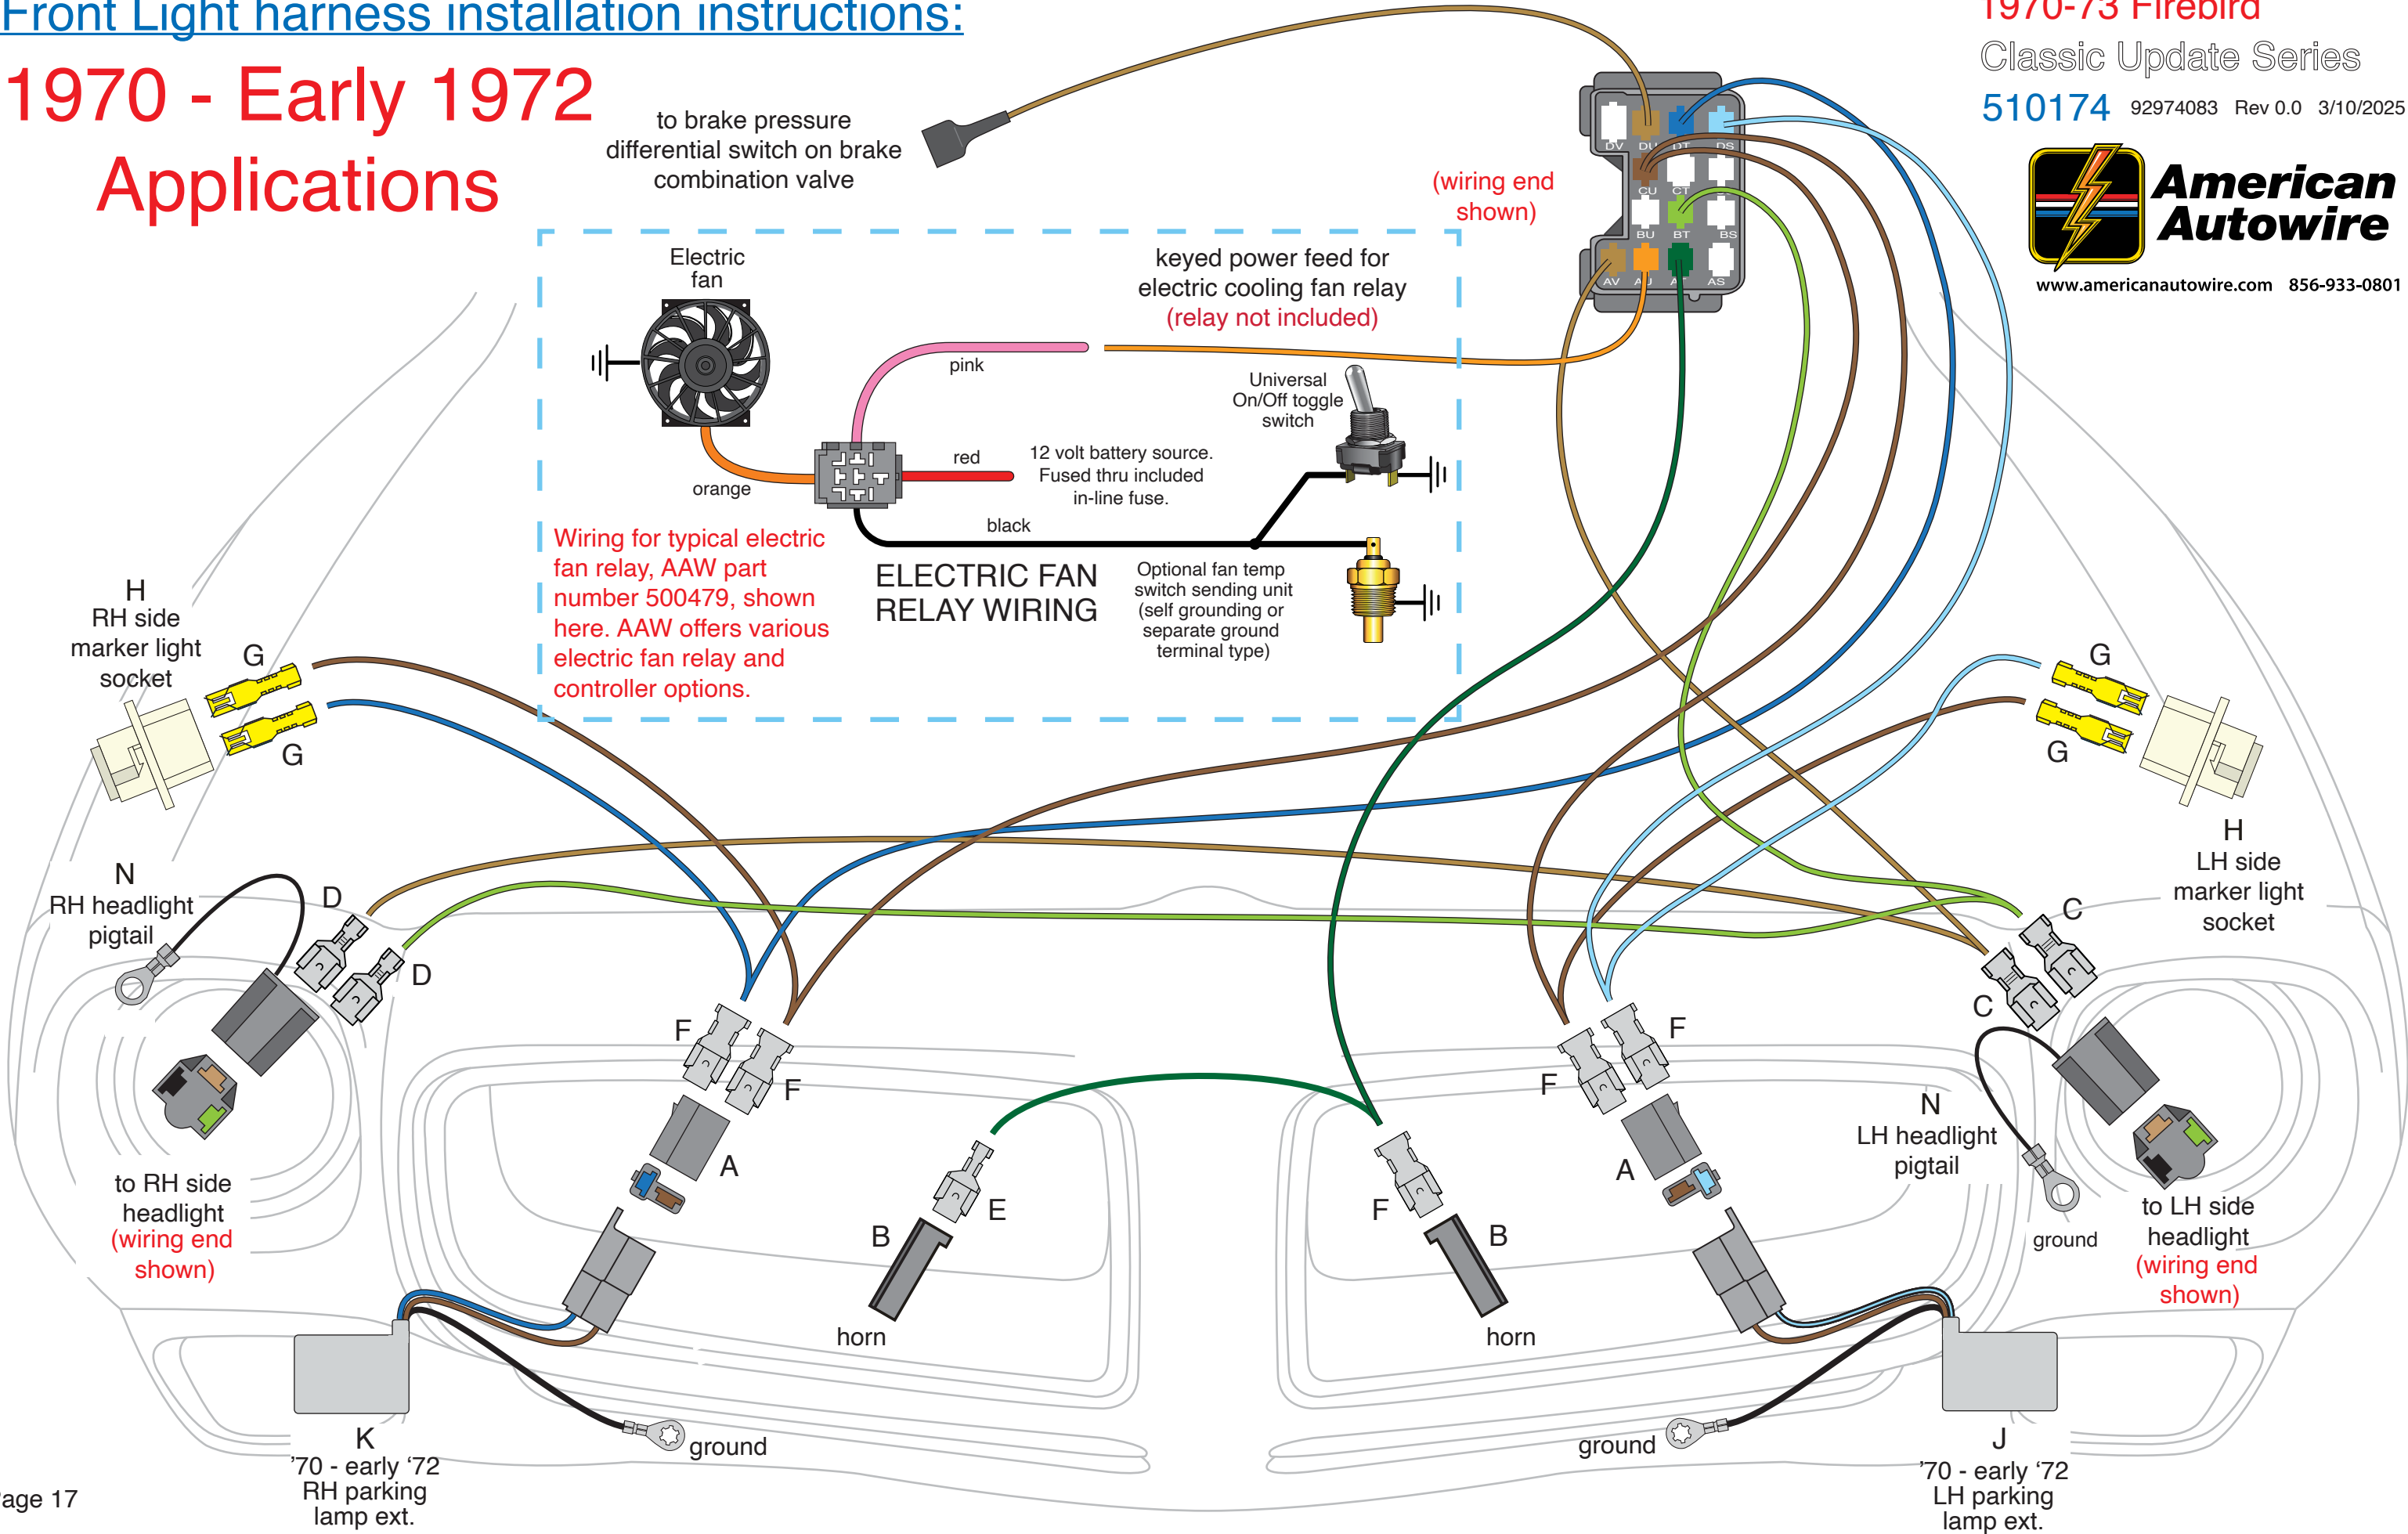 Front Light harness installation instructions:
1970 - Early 1972
Applications
1970-73 Firebird
Classic Update Series
510174 92974083 Rev 0.0 3/10/2025
American
Autowire
www.americanautowire.com 856-933-0801
to brake pressure
differential switch on brake
combination valve
(wiring end
shown)
DV DU DT DS
CU CT
BU BT BS
AV AU AT AS
Electric
fan
keyed power feed for
electric cooling fan relay
(relay not included)
pink
Universal
On/Off toggle
switch
red
12 volt battery source.
Fused thru included
in-line fuse.
orange
black
Wiring for typical electric
fan relay, AAW part
number 500479, shown
here. AAW offers various
electric fan relay and
controller options.
ELECTRIC FAN
RELAY WIRING
Optional fan temp
switch sending unit
(self grounding or
separate ground
terminal type)
H
RH side
marker light
socket
G
G
G
G
H
LH side
marker light
socket
N
RH headlight
pigtail
D
D
C
C
F
F
F
F
N
LH headlight
pigtail
A
A
to RH side
headlight
(wiring end
shown)
B
E
F
B
ground
to LH side
headlight
(wiring end
shown)
horn
horn
K
'70 - early ‘72
RH parking
lamp ext.
ground
ground
J
'70 - early ‘72
LH parking
lamp ext.
age 17